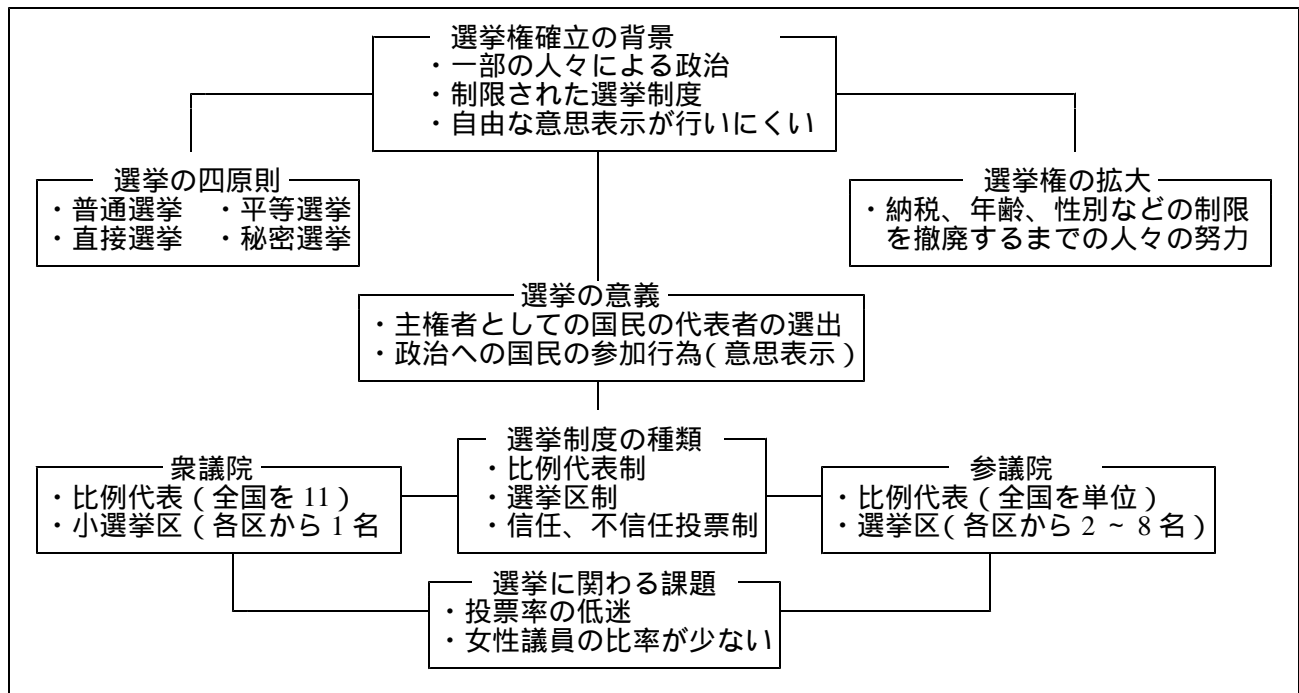 選挙権確立の背景
・一部の人々による政治
・制限された選挙制度
・自由な意思表示が行いにくい
選挙の四原則
・普通選挙　・平等選挙
・直接選挙　・秘密選挙
選挙権の拡大
・納税、年齢、性別などの制限
を撤廃するまでの人々の努力
選挙の意義
・主権者としての国民の代表者の選出
・政治への国民の参加行為(意思表示)
選挙制度の種類
・比例代表制
・選挙区制
・信任、不信任投票制
衆議院
・比例代表(全国を11)
・小選挙区(各区から1名
参議院
・比例代表(全国を単位)
・選挙区(各区から2~8名)
選挙に関わる課題
・投票率の低迷
・女性議員の比率が少ない